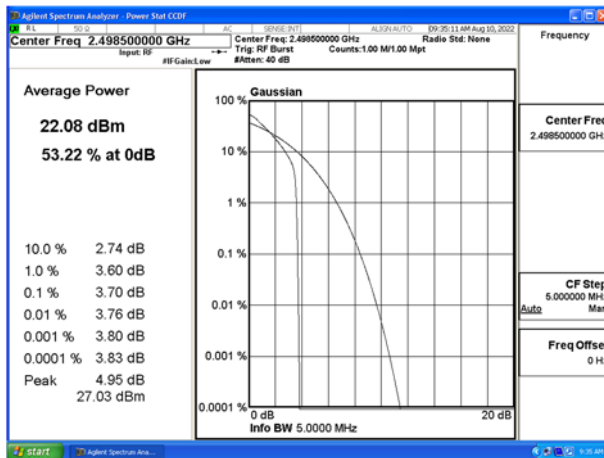 Agilent Spectrum Analyzer - Power Stat CCDF
RL 50 Ω AC SENSE:INT ALIGN AUTO 09:35:11 AM Aug 10, 2022
Center Freq 2.498500000 GHz
Center Freq: 2.498500000 GHz Radio Std: None
Input: RF
Trig: RF Burst Counts:1.00 M/1.00 Mpt
#IFGain:Low
#Atten: 40 dB
Frequency
Average Power
22.08 dBm
53.22 % at 0dB
10.0 % 2.74 dB
1.0 % 3.60 dB
0.1 % 3.70 dB
0.01 % 3.76 dB
0.001 % 3.80 dB
0.0001 % 3.83 dB
Peak 4.95 dB
27.03 dBm
Gaussian
100 %
10 %
1 %
0.1 %
0.01 %
0.001 %
0.0001 %
0 dB 20 dB
Info BW 5.0000 MHz
Center Freq
2.498500000 GHz
CF Step
5.000000 MHz
Auto Man
Freq Offset
0 Hz
start
Agilent Spectrum Ana...
9:35 AM